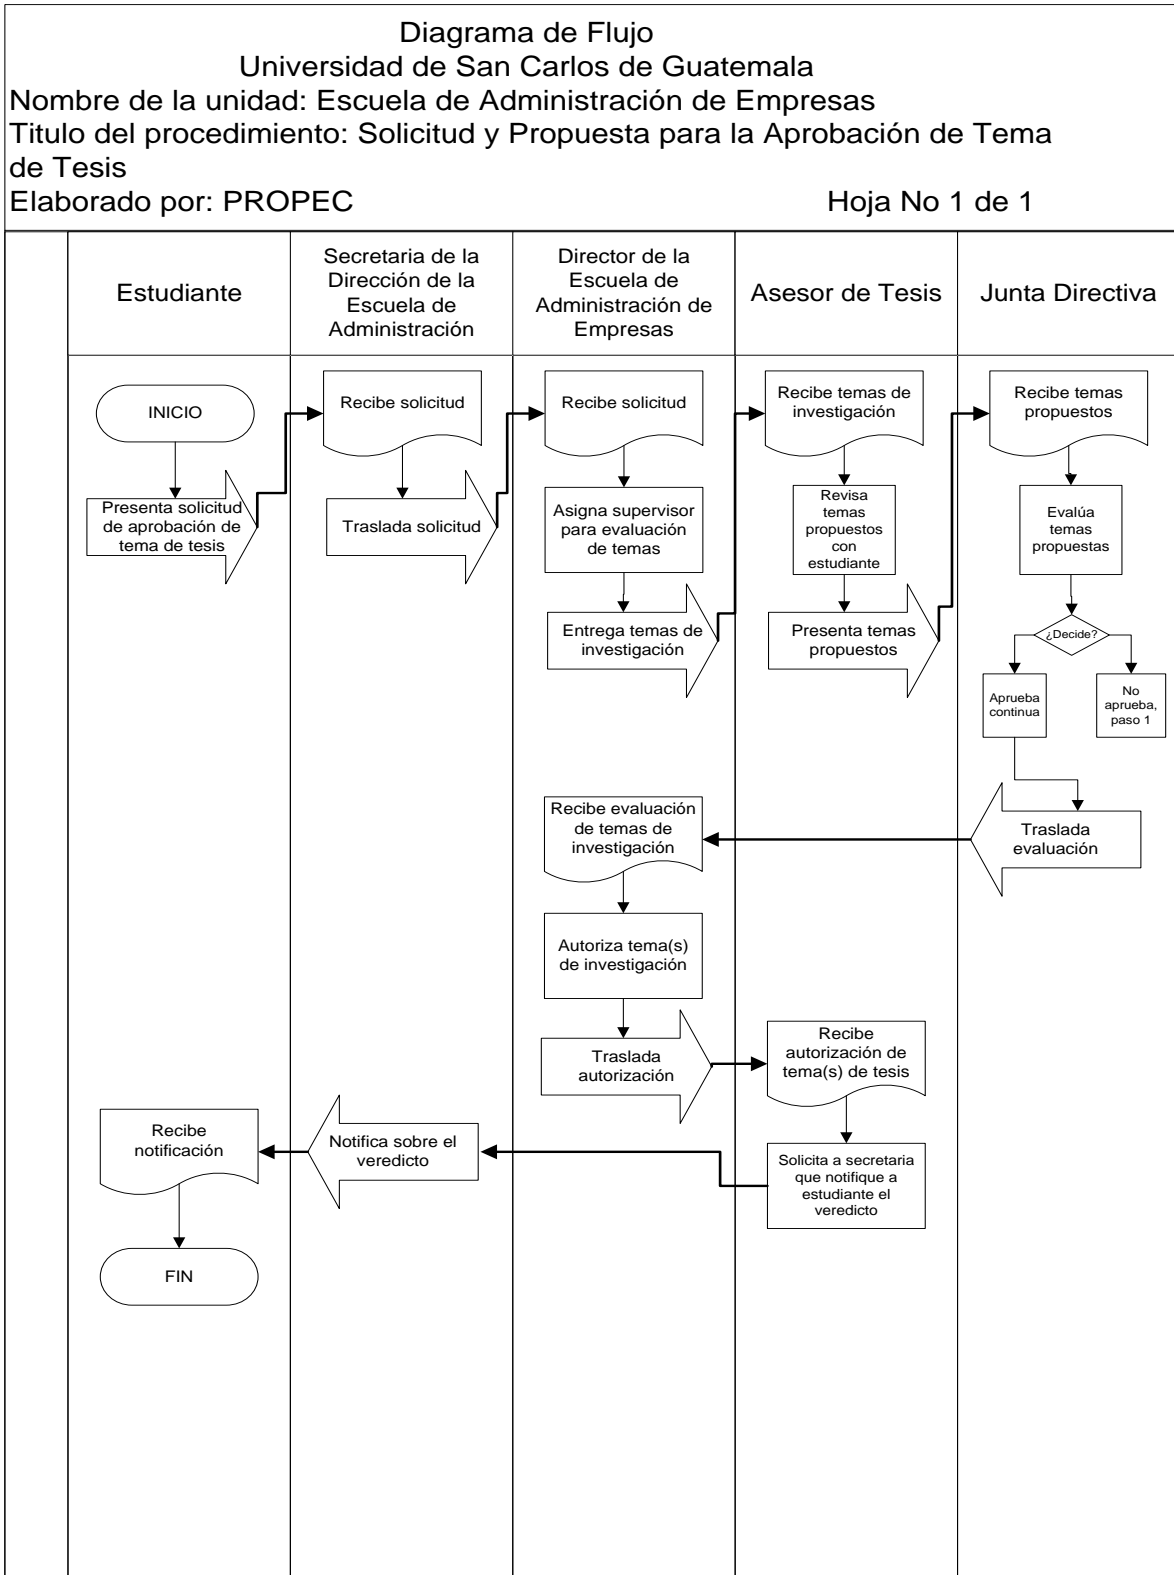 Diagrama de Flujo
Universidad de San Carlos de Guatemala
Nombre de la unidad: Escuela de Administración de Empresas
Titulo del procedimiento: Solicitud y Propuesta para la Aprobación de Tema
de Tesis
Elaborado por: PROPEC Hoja No 1 de 1
Estudiante
Secretaria de la
Dirección de la
Escuela de
Administración
Director de la
Escuela de
Administración de
Empresas
Asesor de Tesis
Junta Directiva
INICIO
Presenta solicitud
de aprobación de
tema de tesis
Recibe solicitud
Traslada solicitud
Recibe solicitud
Asigna supervisor
para evaluación
de temas
Entrega temas de
investigación
Recibe temas de
investigación
Revisa
temas
propuestos
con
estudiante
Presenta temas
propuestos
Recibe temas
propuestos
Evalúa
temas
propuestas
¿Decide?
Aprueba
continua
No
aprueba,
paso 1
Traslada
evaluación
Recibe evaluación
de temas de
investigación
Autoriza tema(s)
de investigación
Traslada
autorización
Recibe
autorización de
tema(s) de tesis
Solicita a secretaria
que notifique a
estudiante el
veredicto
Notifica sobre el
veredicto
Recibe
notificación
FIN